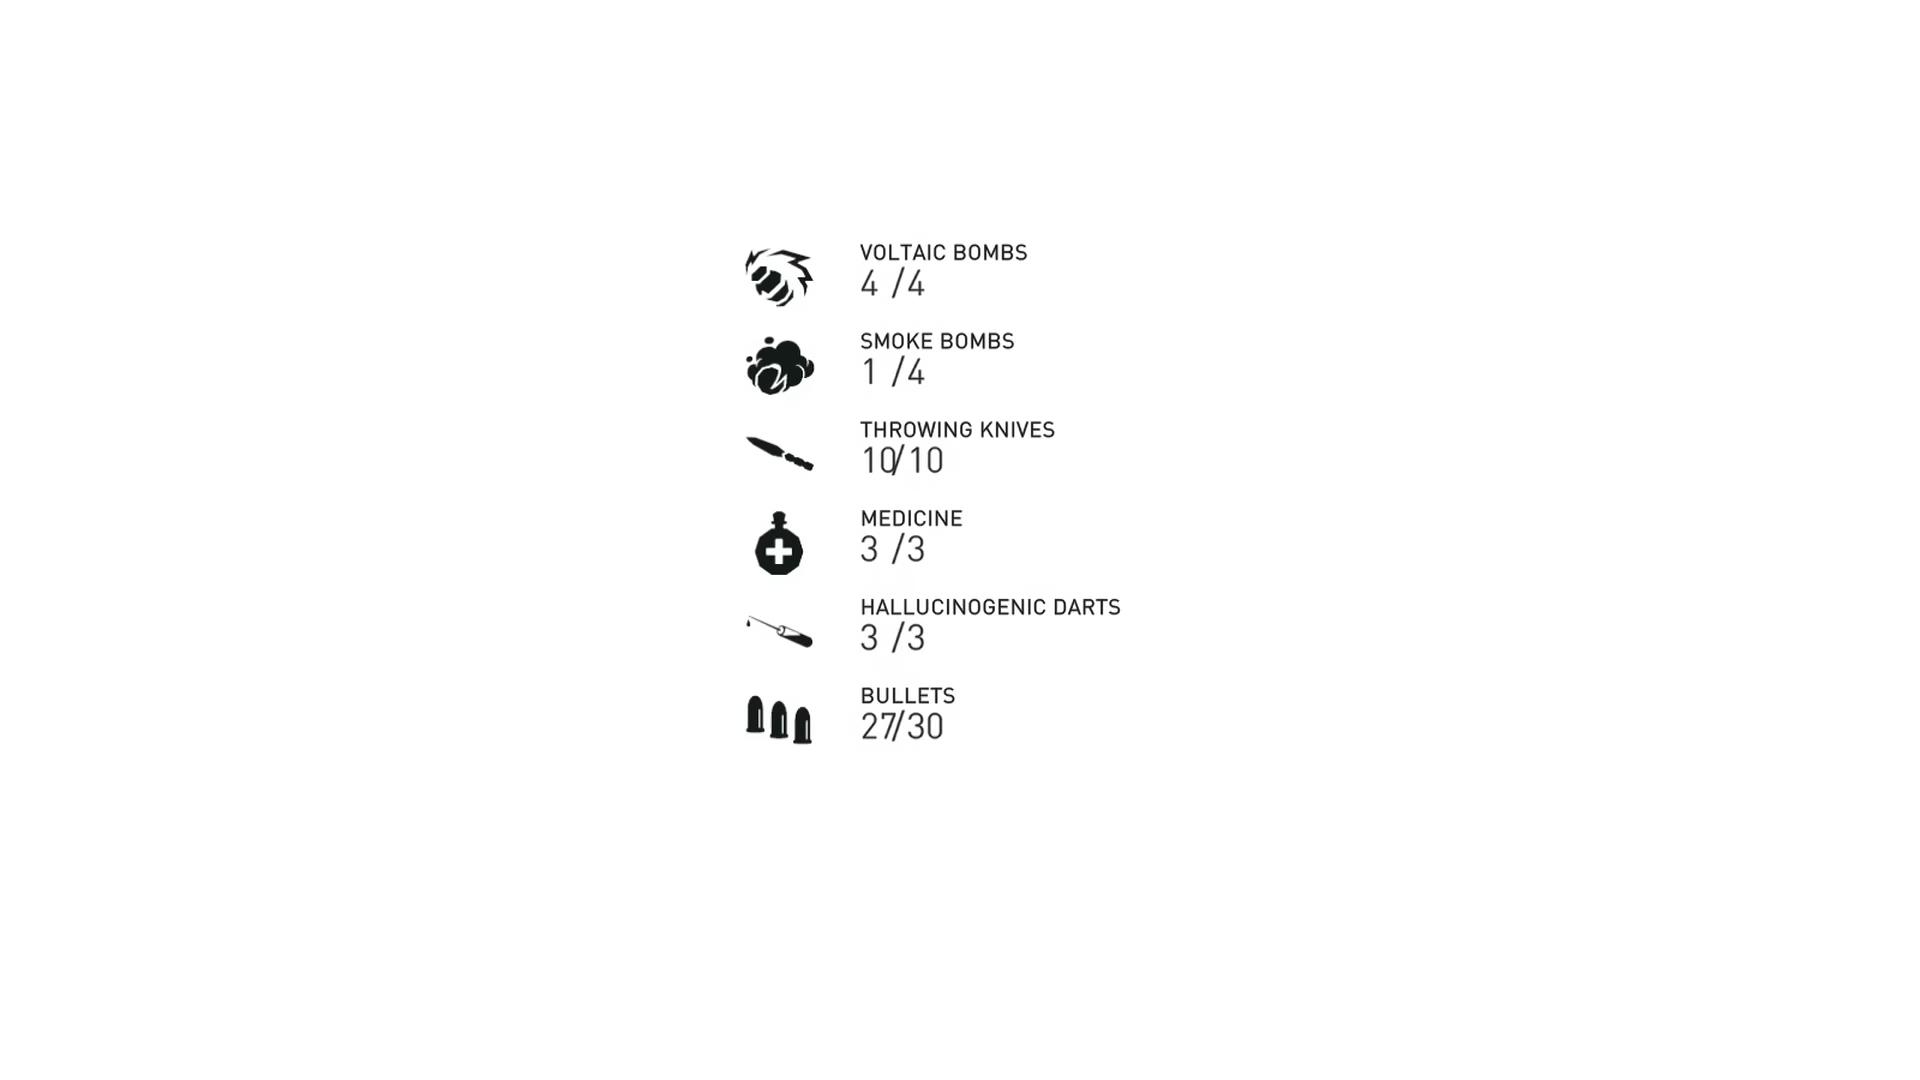 VOLTAIC BOMBS
4 /4
SMOKE BOMBS
1 /4
THROWING KNIVES
10/10
MEDICINE
3 /3
HALLUCINOGENIC DARTS
3 /3
BULLETS
27/30